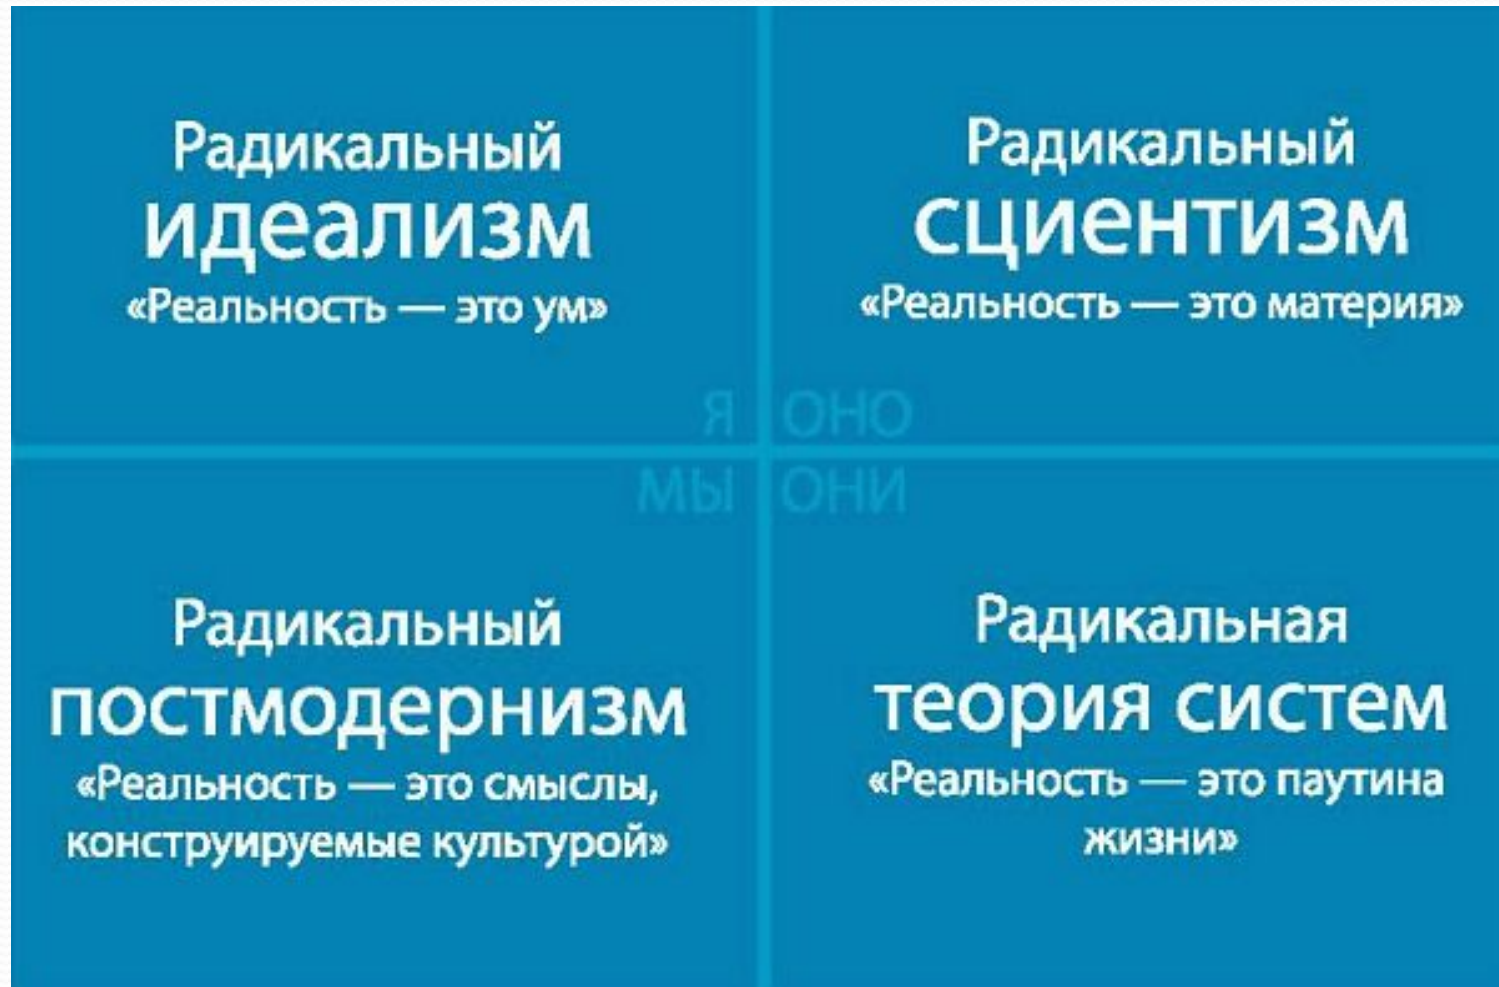 Радикальный
идеализм
«Реальность — это ум»
Радикальный
сциентизм
«Реальность — это материя»
Я
ОНО
МЫ
ОНИ
Радикальный
постмодернизм
«Реальность — это смыслы,
конструируемые культурой»
Радикальная
теория систем
«Реальность — это паутина
жизни»